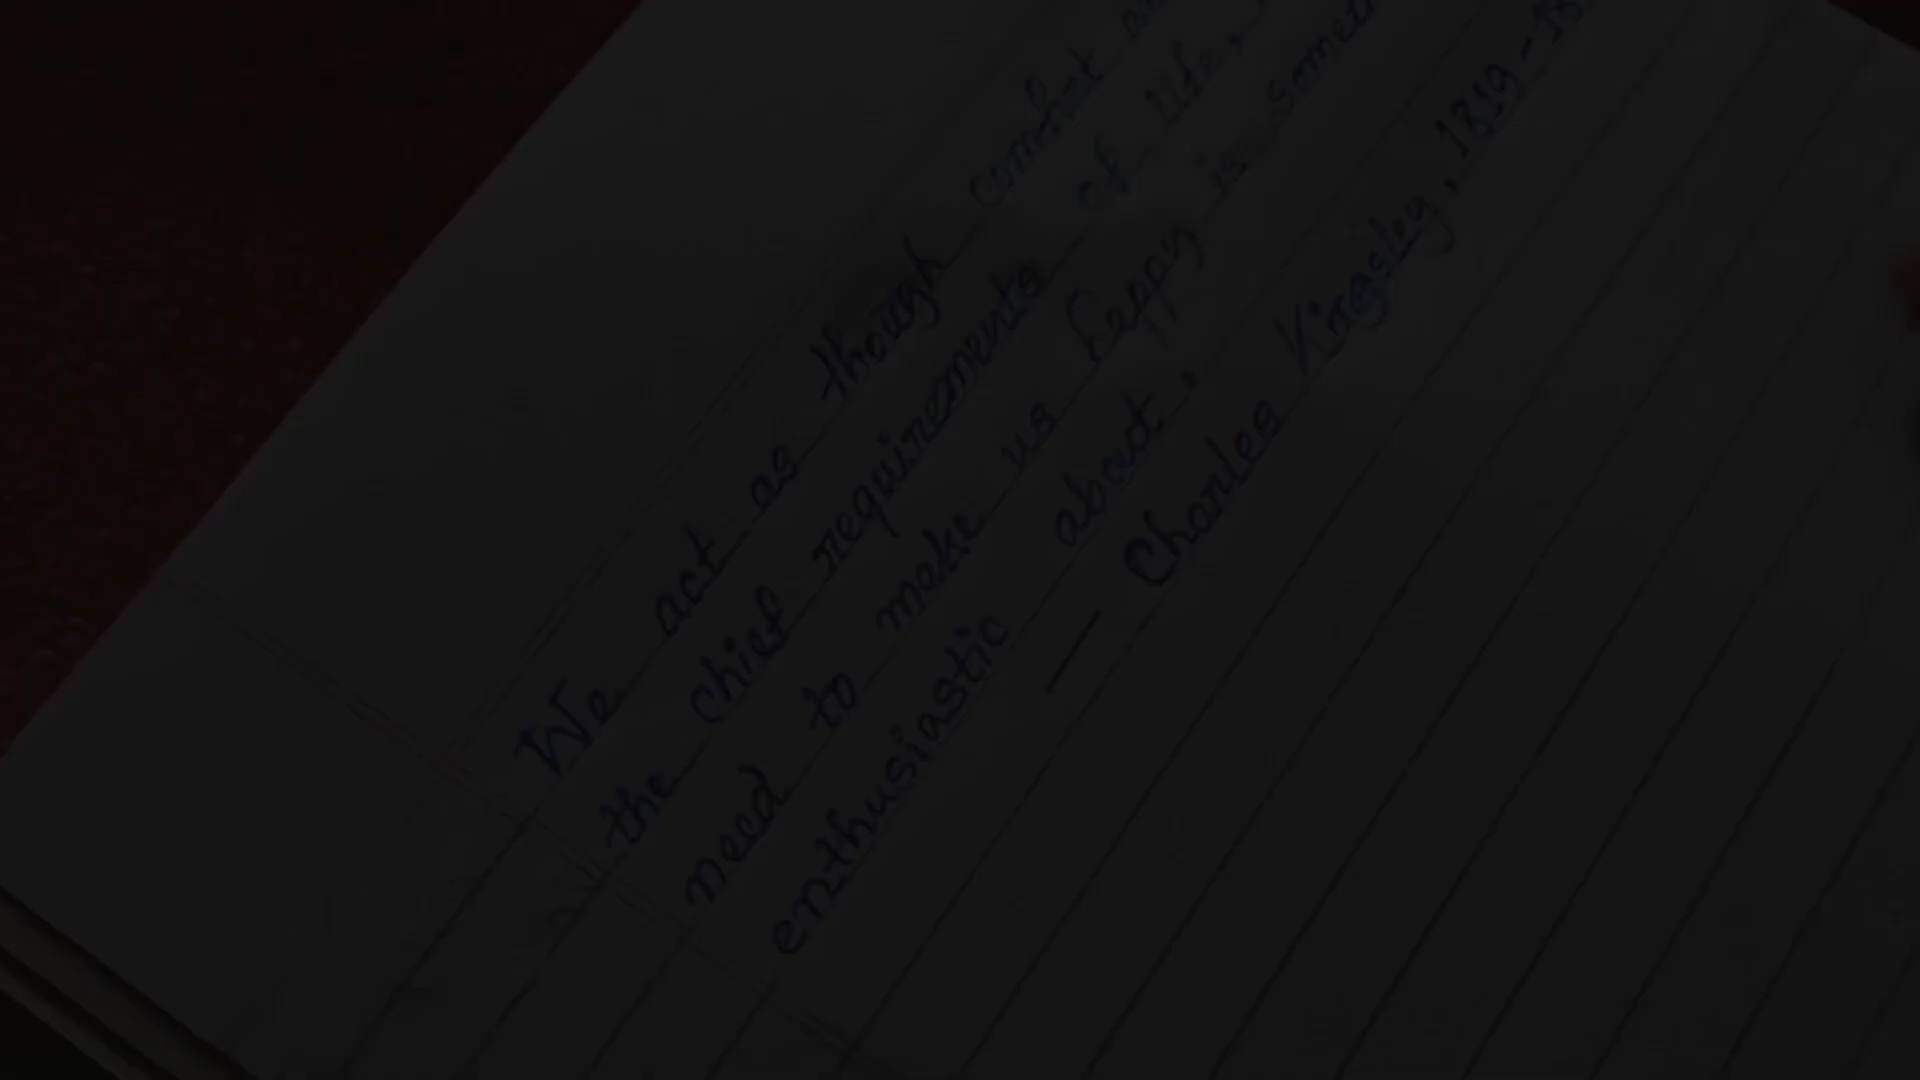 We act as though comfort
the chief requirements of life,
need to make us happy is
enthusiastic about.
— Charles Kingsley, 1819-18